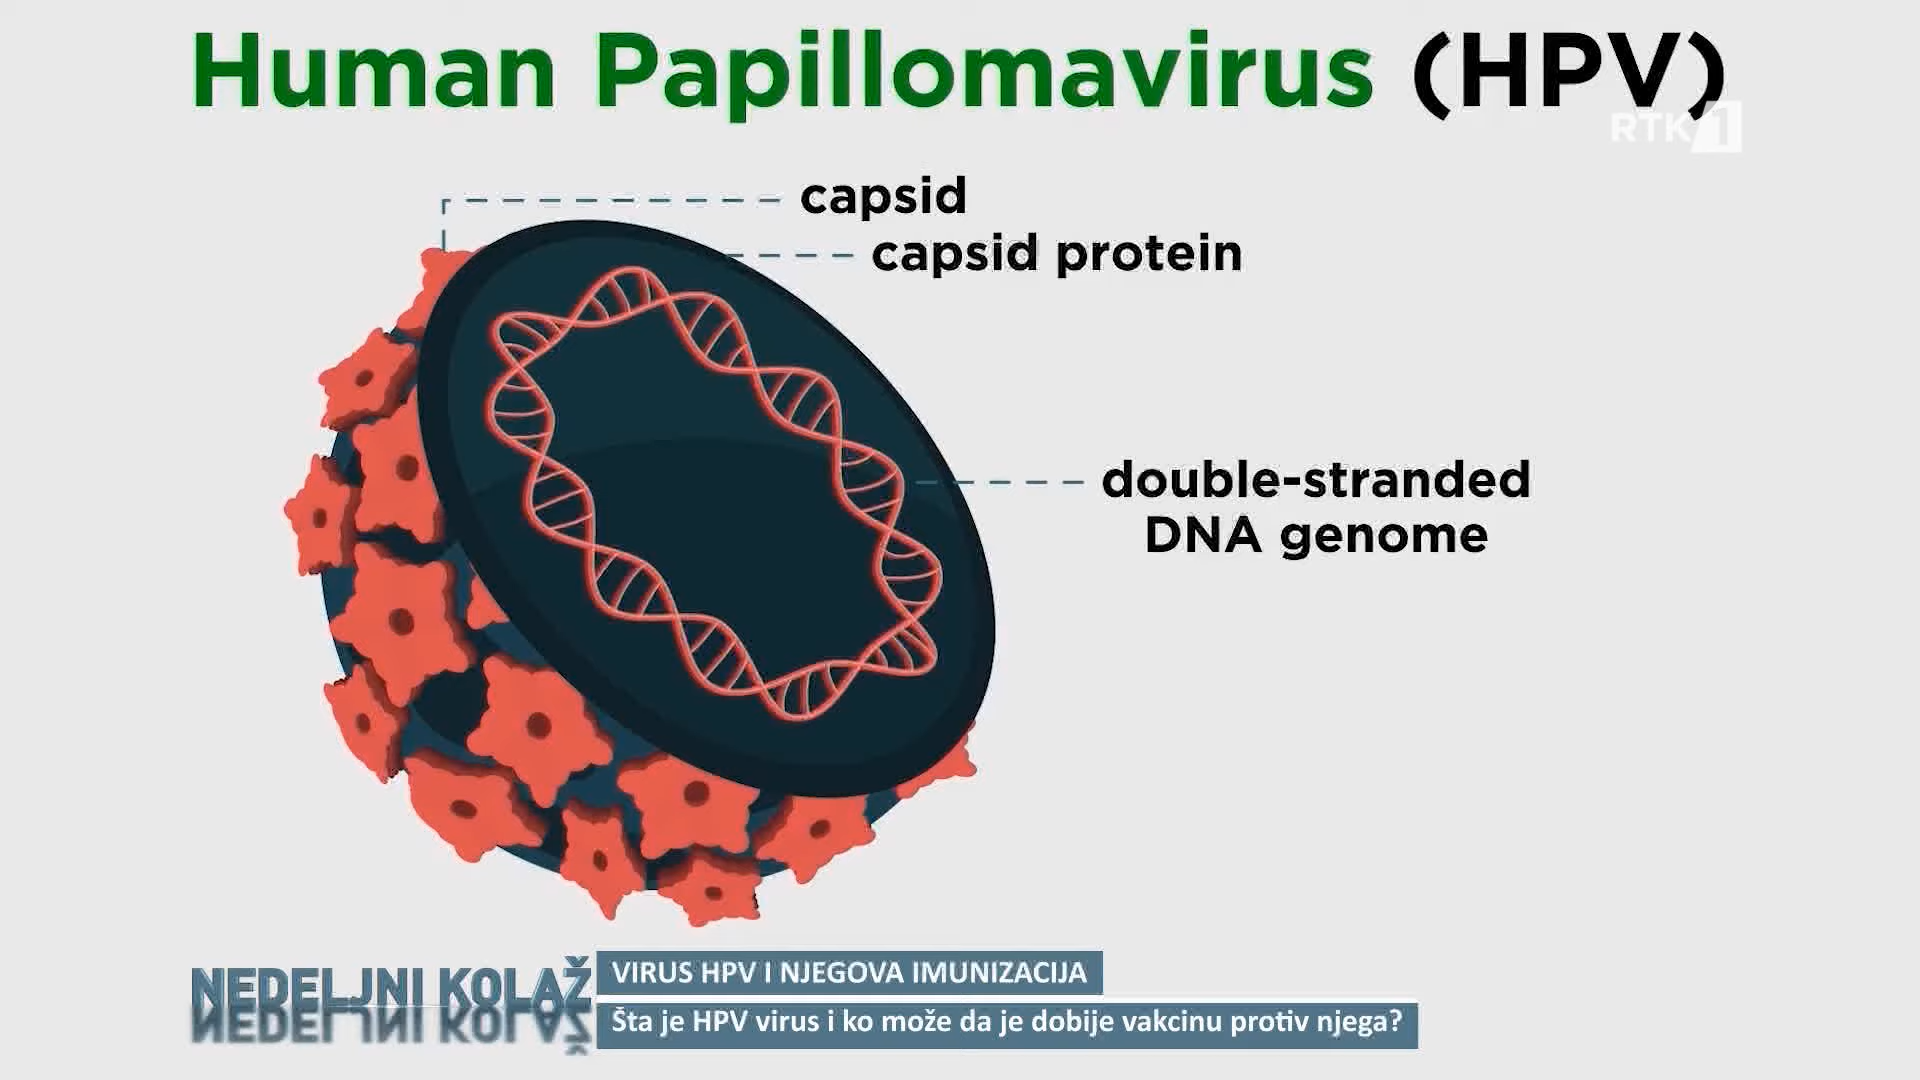 Human Papillomavirus (HPV)
RTK 1
capsid
capsid protein
double-stranded
DNA genome
NEDELJNI KOLAŽ
VIRUS HPV I NJEGOVA IMUNIZACIJA
Šta je HPV virus i ko može da je dobije vakcinu protiv njega?